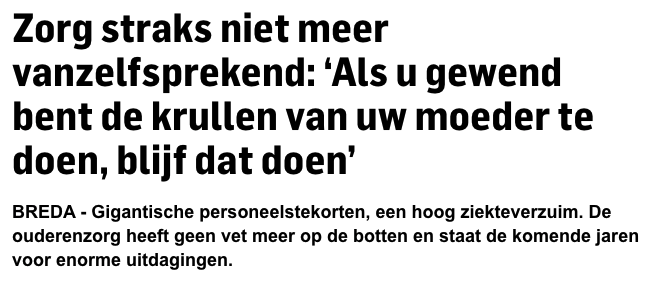 Zorg straks niet meer
vanzelfsprekend: ‘Als u gewend
bent de krullen van uw moeder te
doen, blijf dat doen’
BREDA - Gigantische personeelstekorten, een hoog ziekteverzuim. De
ouderenzorg heeft geen vet meer op de botten en staat de komende jaren
voor enorme uitdagingen.